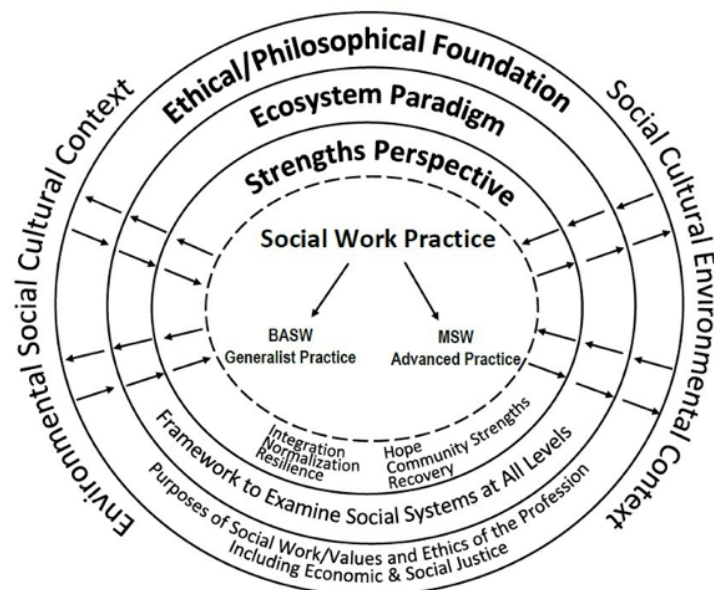 Ethical/Philosophical Foundation
Ecosystem Paradigm
Strengths Perspective
Environmental Social Cultural Context
Social Cultural Environmental Context
Social Work Practice
BASW
Generalist Practice
MSW
Advanced Practice
Integration
Normalization
Resilience
Hope
Community Strengths
Recovery
Framework to Examine Social Systems at All Levels
Purposes of Social Work/Values and Ethics of the Profession
Including Economic & Social Justice